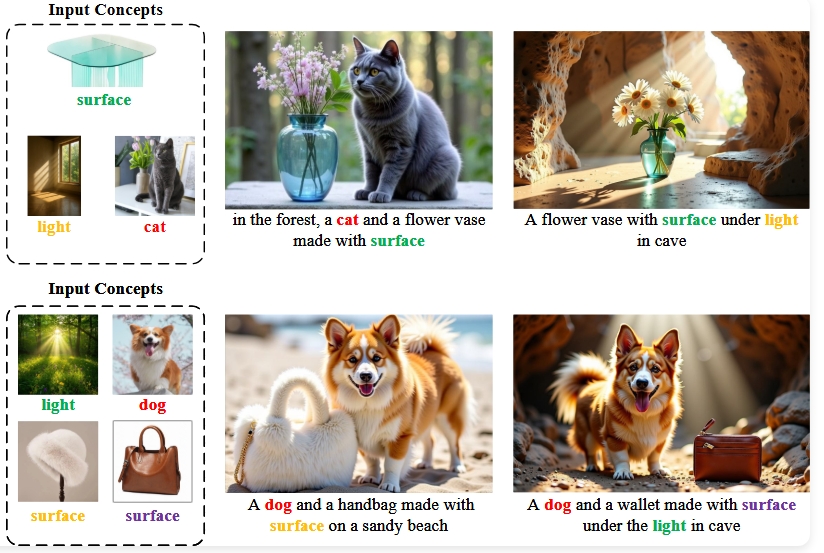 Input Concepts
surface
light
cat
in the forest, a cat and a flower vase
made with surface
A flower vase with surface under light
in cave
Input Concepts
light
dog
surface
surface
A dog and a handbag made with
surface on a sandy beach
A dog and a wallet made with surface
under the light in cave